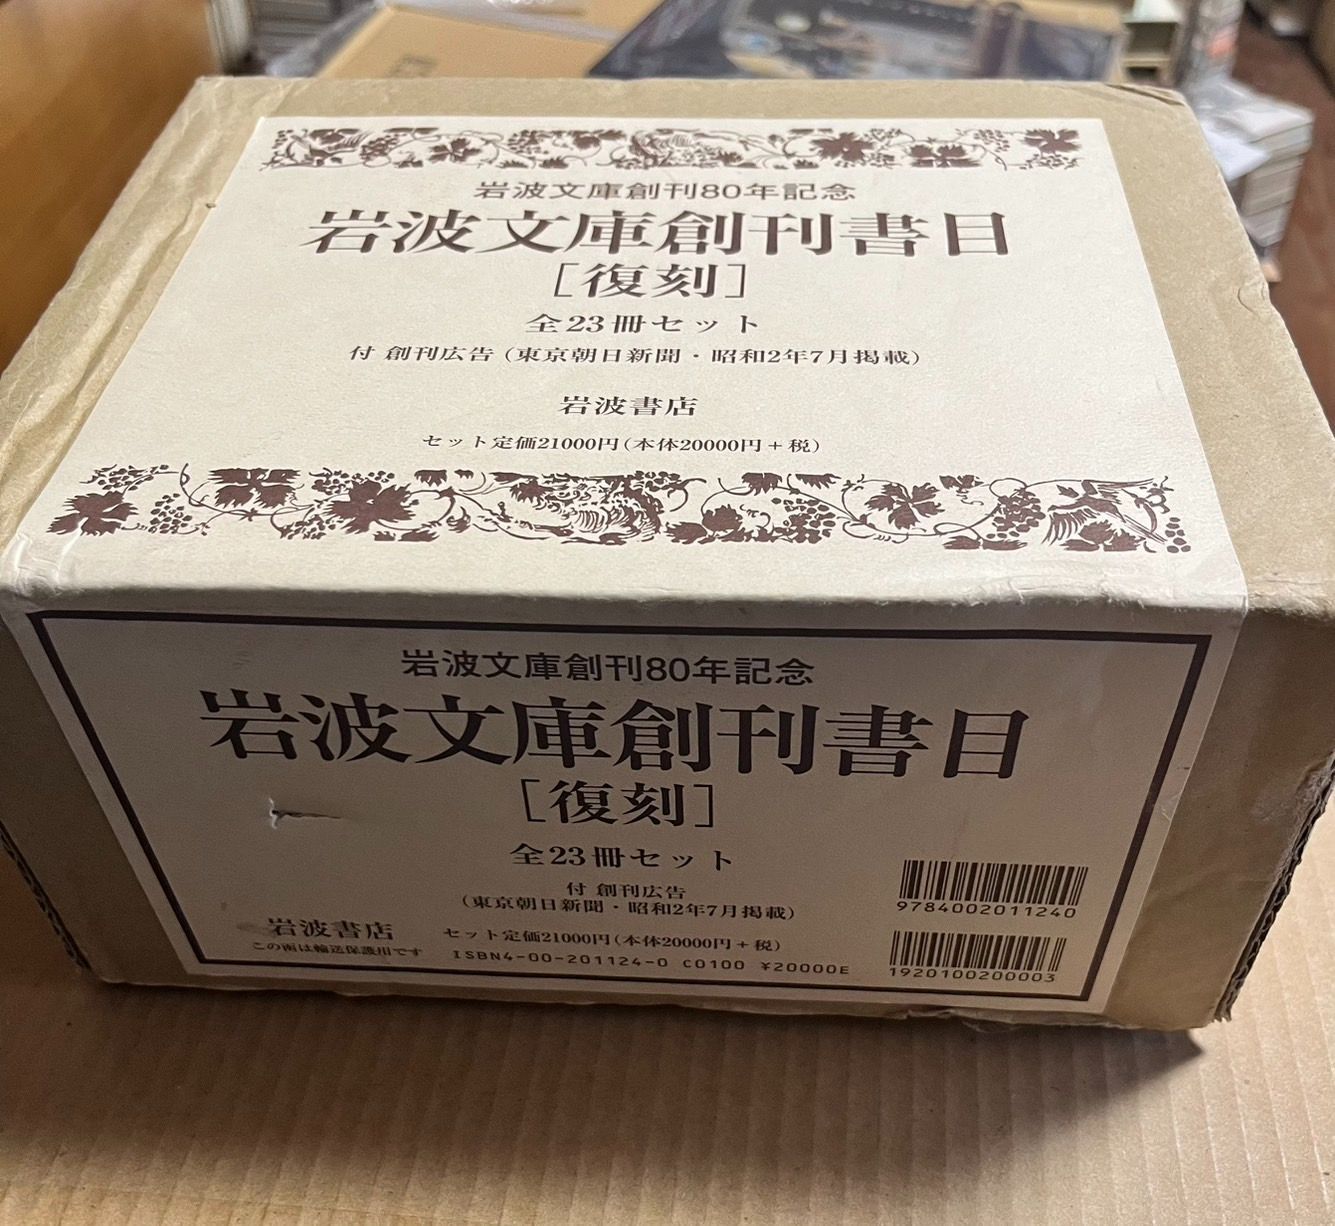 岩波文庫創刊80年記念
岩波文庫創刊書目
［復刻］
全23冊セット
付 創刊広告（東京朝日新聞・昭和2年7月掲載）
岩波書店
セット定価21000円（本体20000円＋税）
岩波文庫創刊80年記念
岩波文庫創刊書目
［復刻］
全23冊セット
付 創刊広告
（東京朝日新聞・昭和2年7月掲載）
岩波書店
この函は輸送保護用です
セット定価21000円（本体20000円＋税）
ISBN4-00-201124-0 C0100 ¥20000E
9784002011240
1920100200003